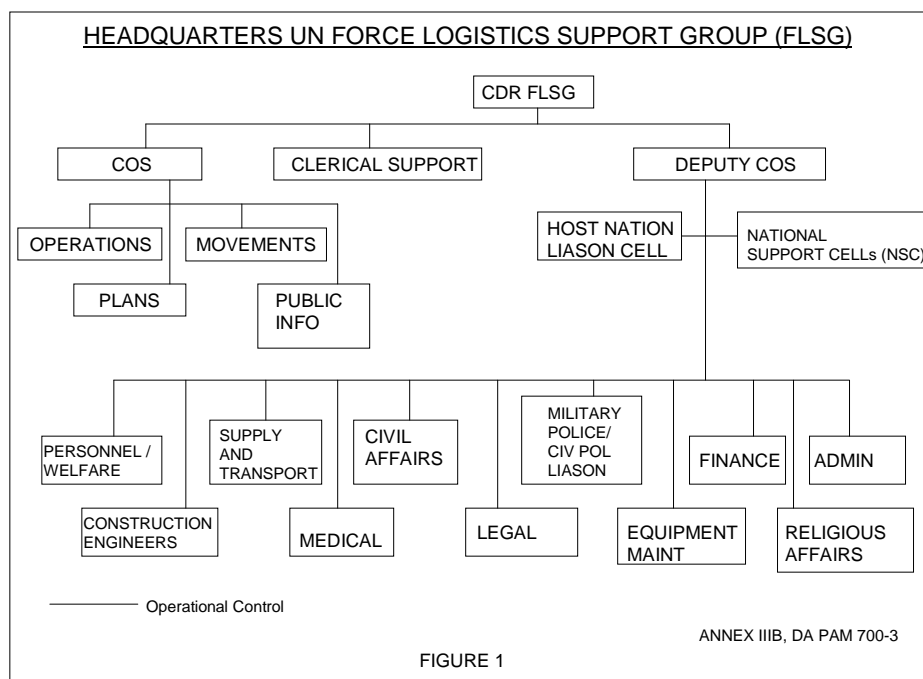 HEADQUARTERS UN FORCE LOGISTICS SUPPORT GROUP (FLSG)
CDR FLSG
COS
CLERICAL SUPPORT
DEPUTY COS
OPERATIONS
MOVEMENTS
PLANS
PUBLIC
INFO
HOST NATION
LIASON CELL
NATIONAL
SUPPORT CELLs (NSC)
PERSONNEL /
WELFARE
SUPPLY
AND
TRANSPORT
CIVIL
AFFAIRS
MILITARY
POLICE/
CIV POL
LIASON
FINANCE
ADMIN
CONSTRUCTION
ENGINEERS
MEDICAL
LEGAL
EQUIPMENT
MAINT
RELIGIOUS
AFFAIRS
Operational Control
ANNEX IIIB, DA PAM 700-3
FIGURE 1